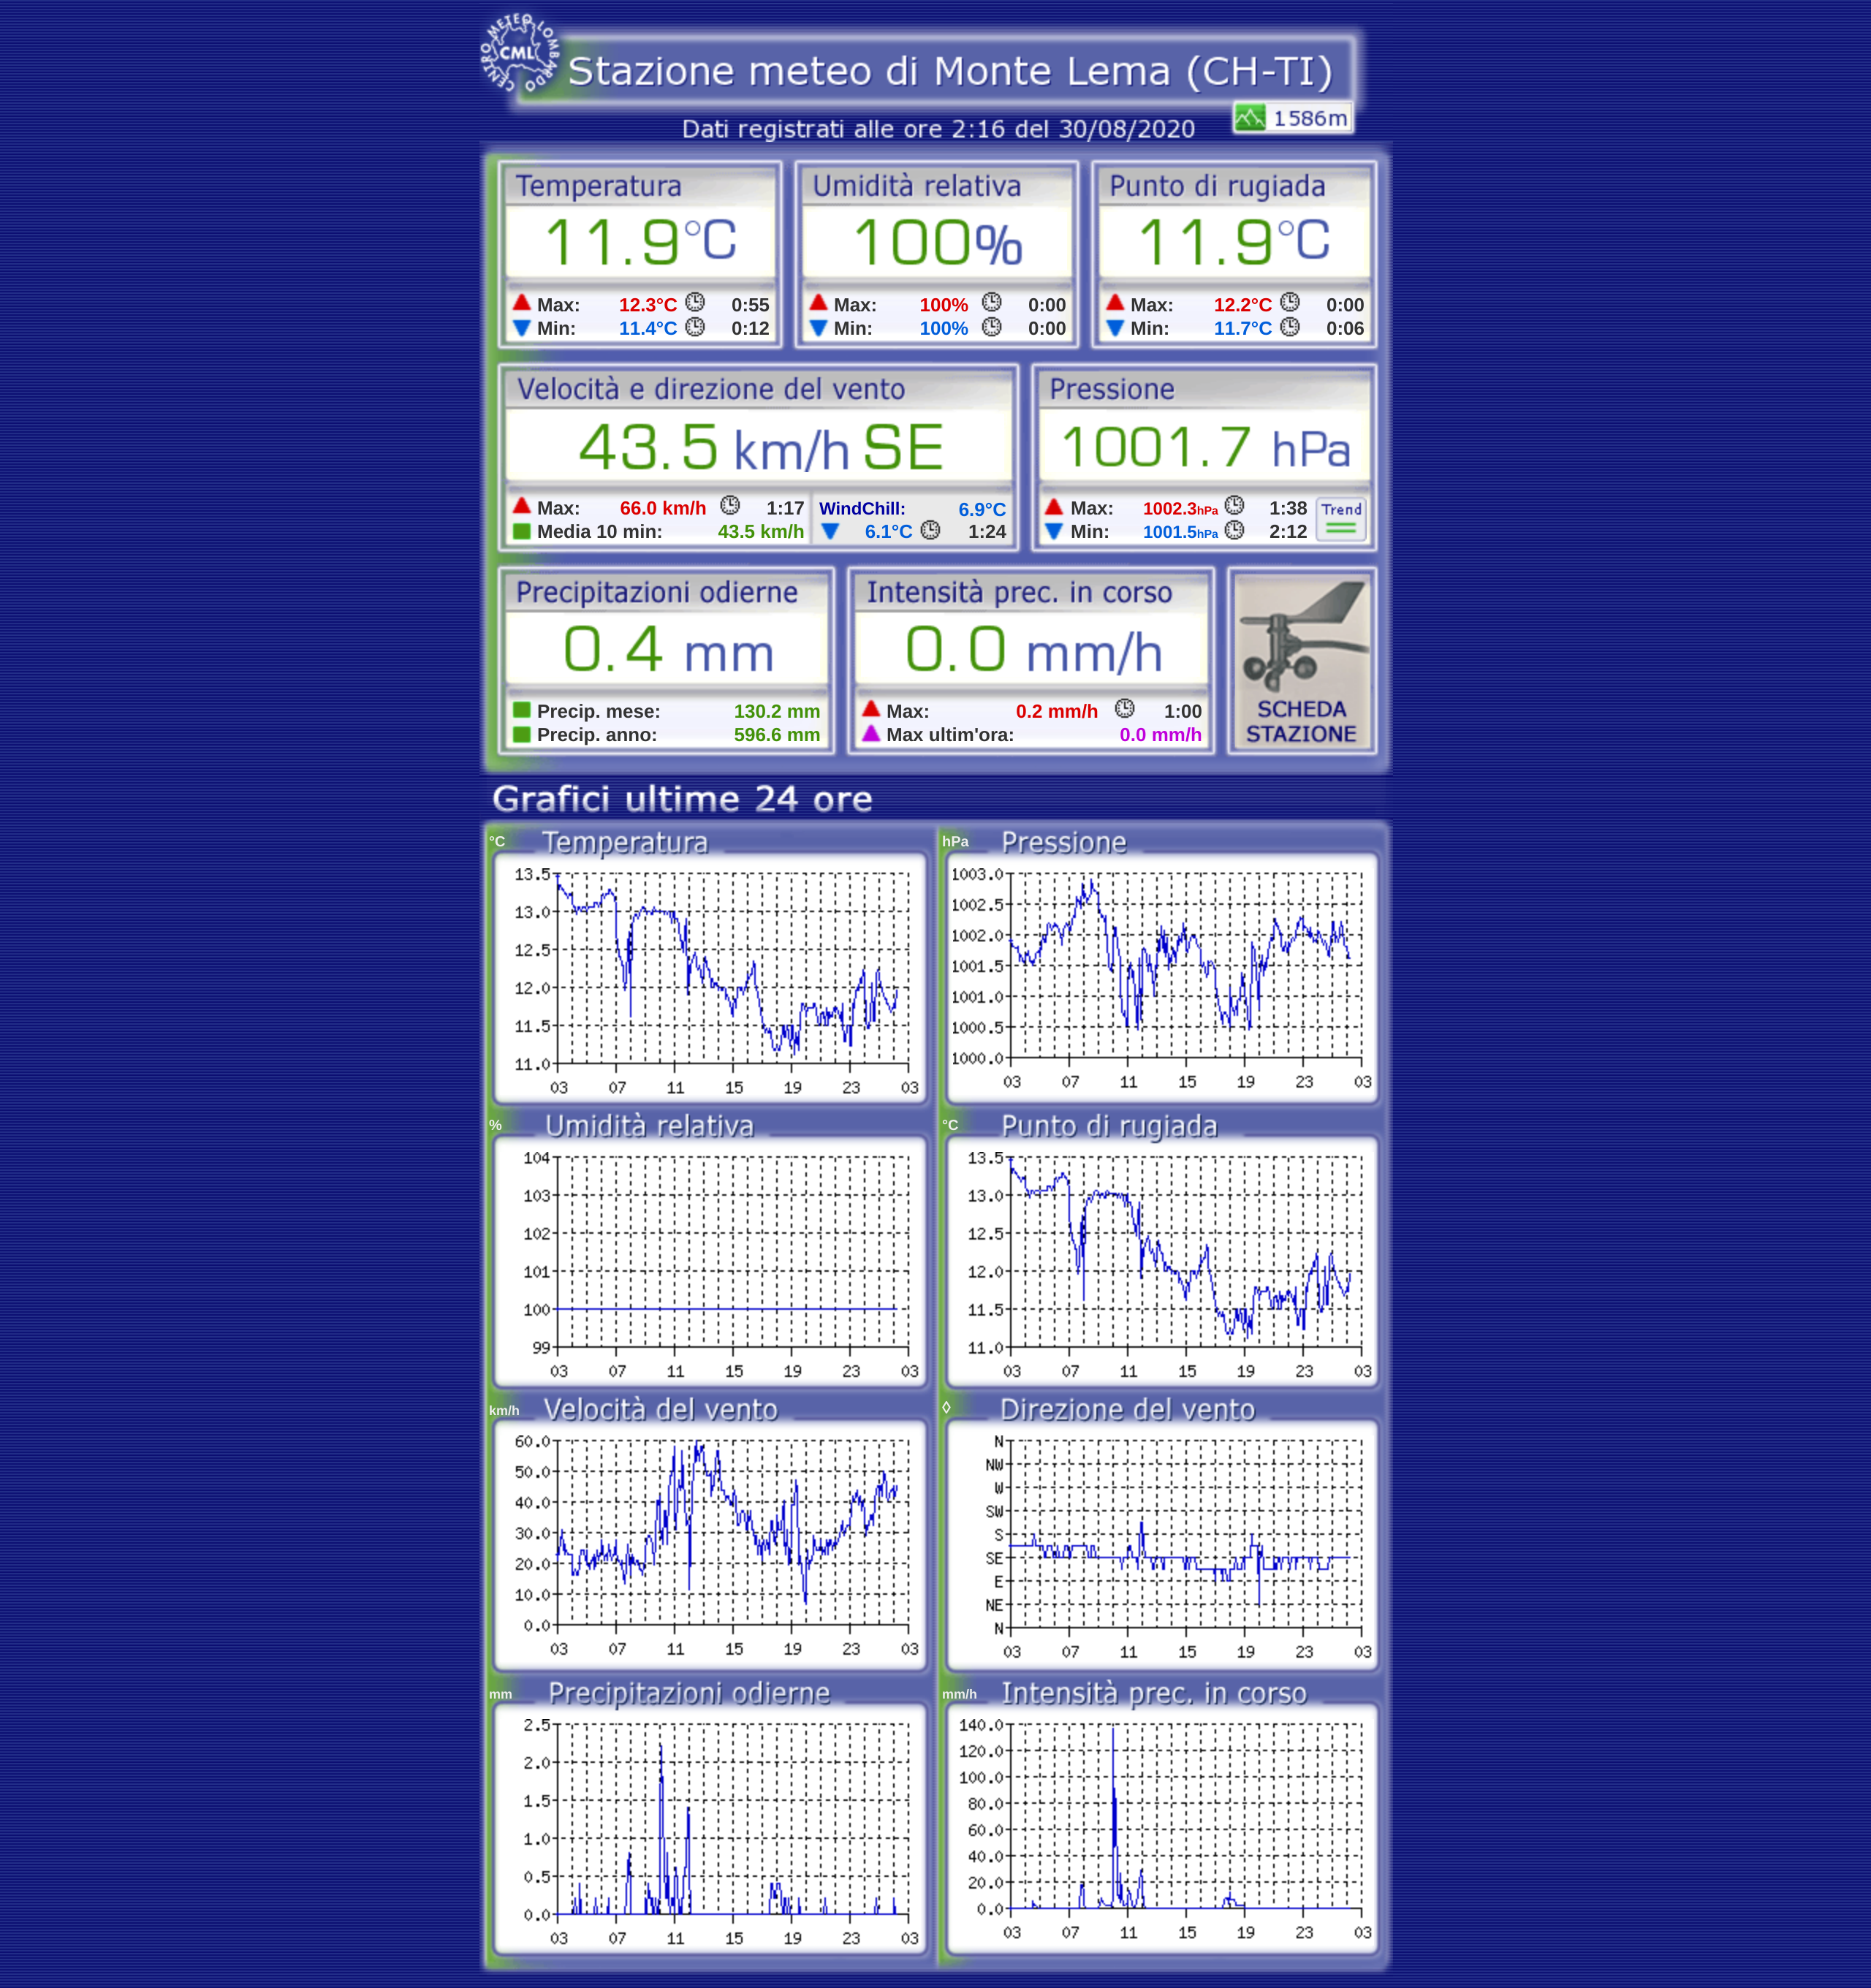 CENTRO METEO LOMBARDO
CML
Stazione meteo di Monte Lema (CH-TI)
1586m
Dati registrati alle ore 2:16 del 30/08/2020
Temperatura Umidità relativa Punto di rugiada
11.9°C 100% 11.9°C
Max: 12.3°C 0:55 Max: 100% 0:00 Max: 12.2°C 0:00
Min: 11.4°C 0:12 Min: 100% 0:00 Min: 11.7°C 0:06
Velocità e direzione del vento Pressione
43.5 km/h SE 1001.7 hPa
Max: 66.0 km/h 1:17 WindChill: 6.9°C Max: 1002.3hPa 1:38 Trend
Media 10 min: 43.5 km/h 6.1°C 1:24 Min: 1001.5hPa 2:12
Precipitazioni odierne Intensità prec. in corso
0.4 mm 0.0 mm/h
Precip. mese: 130.2 mm Max: 0.2 mm/h 1:00 SCHEDA
Precip. anno: 596.6 mm Max ultim'ora: 0.0 mm/h STAZIONE
Grafici ultime 24 ore
°C Temperatura
13.5
13.0
12.5
12.0
11.5
11.0
03 07 11 15 19 23 03
hPa Pressione
1003.0
1002.5
1002.0
1001.5
1001.0
1000.5
1000.0
03 07 11 15 19 23 03
% Umidità relativa
104
103
102
101
100
99
03 07 11 15 19 23 03
°C Punto di rugiada
13.5
13.0
12.5
12.0
11.5
11.0
03 07 11 15 19 23 03
km/h Velocità del vento
60.0
50.0
40.0
30.0
20.0
10.0
0.0
03 07 11 15 19 23 03
◊ Direzione del vento
N
NW
W
SW
S
SE
E
NE
N
03 07 11 15 19 23 03
mm Precipitazioni odierne
2.5
2.0
1.5
1.0
0.5
0.0
03 07 11 15 19 23 03
mm/h Intensità prec. in corso
140.0
120.0
100.0
80.0
60.0
40.0
20.0
0.0
03 07 11 15 19 23 03